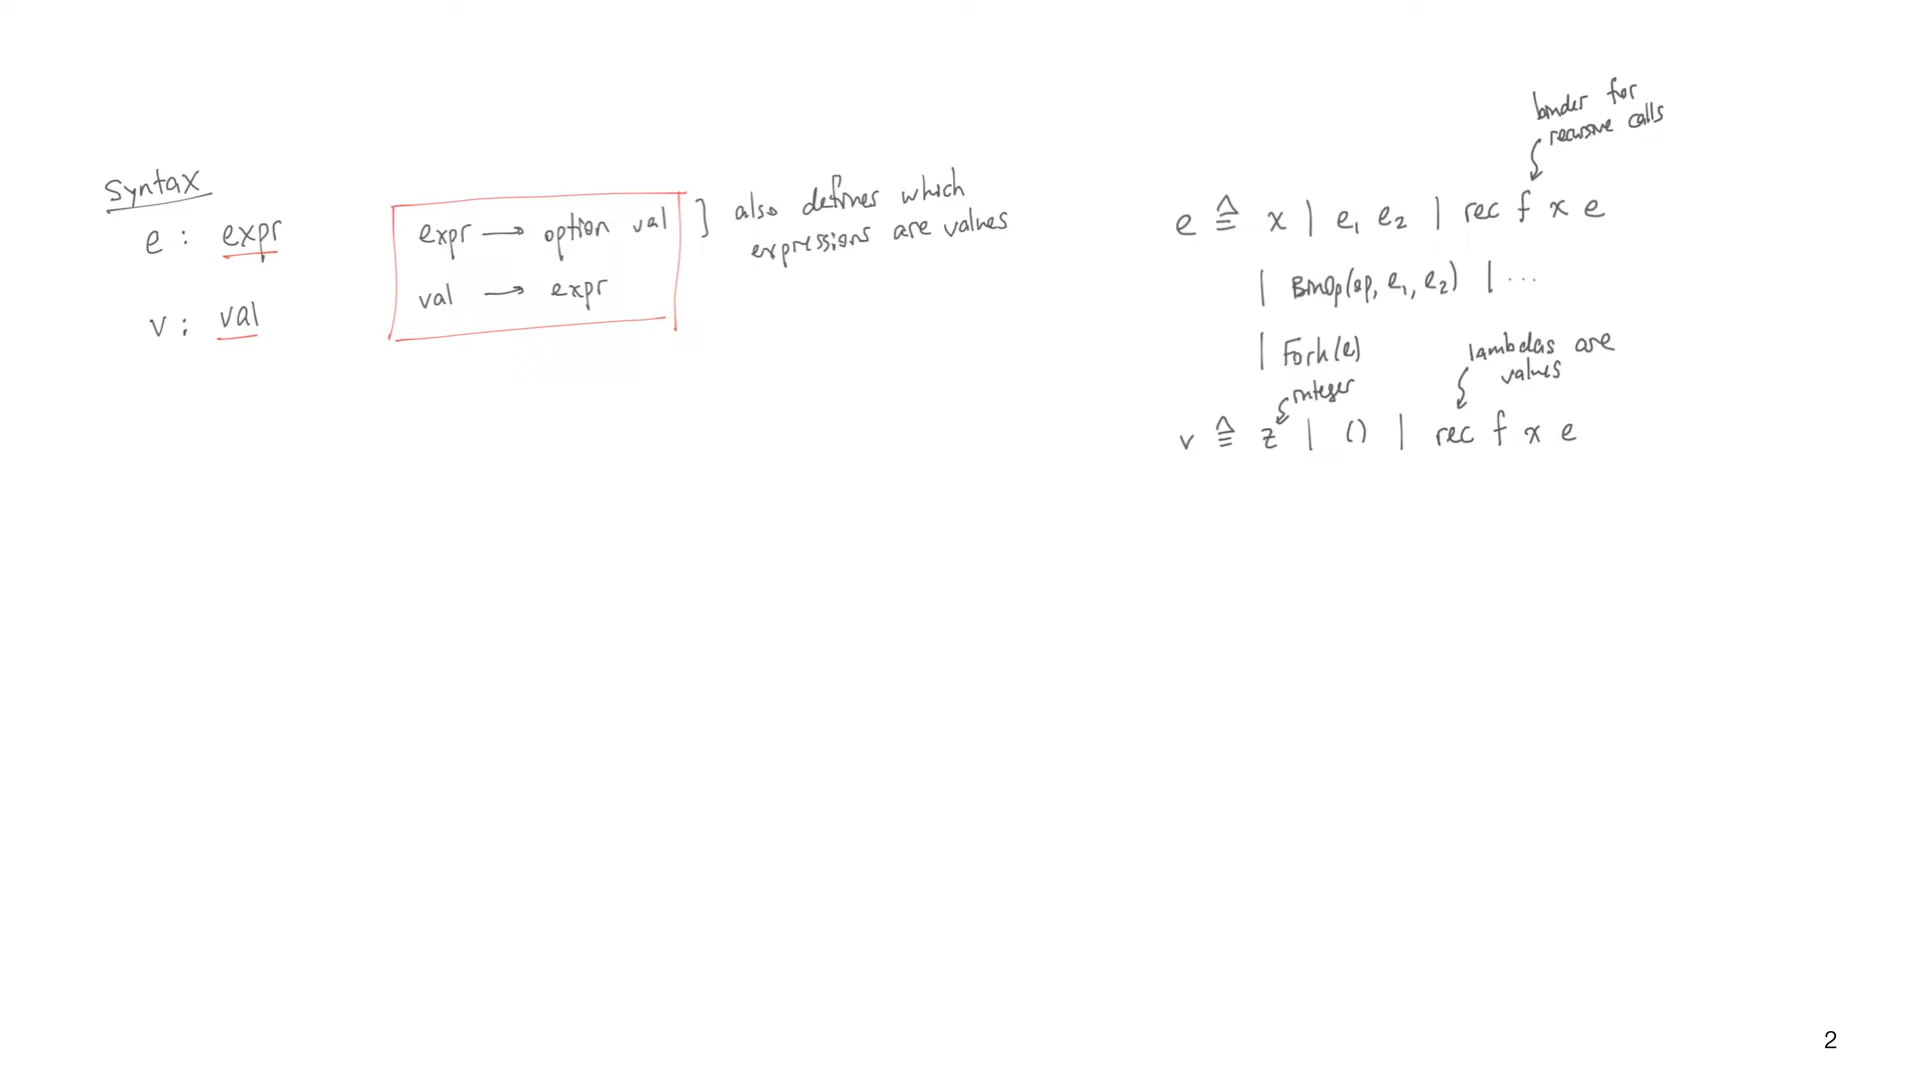 Syntax
e : expr
v : val
expr → option val
val → expr
] also defines which
expressions are values
binder for
recursive calls
e ≜ x | e₁ e₂ | rec f x e
| BinOp(op, e₁, e₂) | ...
| Fork(e)
integer
lambdas are
values
v ≜ z | () | rec f x e
2